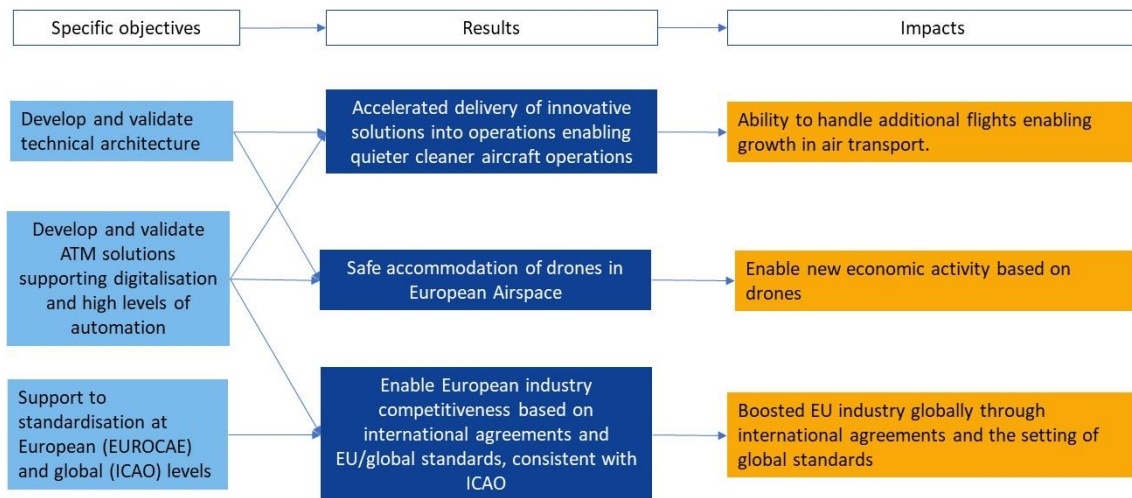 Specific objectives
Results
Impacts
Develop and validate
technical architecture
Accelerated delivery of innovative
solutions into operations enabling
quieter cleaner aircraft operations
Ability to handle additional flights enabling
growth in air transport.
Develop and validate
ATM solutions
supporting digitalisation
and high levels of
automation
Safe accommodation of drones in
European Airspace
Enable new economic activity based on
drones
Support to
standardisation at
European (EUROCAE)
and global (ICAO) levels
Enable European industry
competitiveness based on
international agreements and
EU/global standards, consistent with
ICAO
Boosted EU industry globally through
international agreements and the setting of
global standards